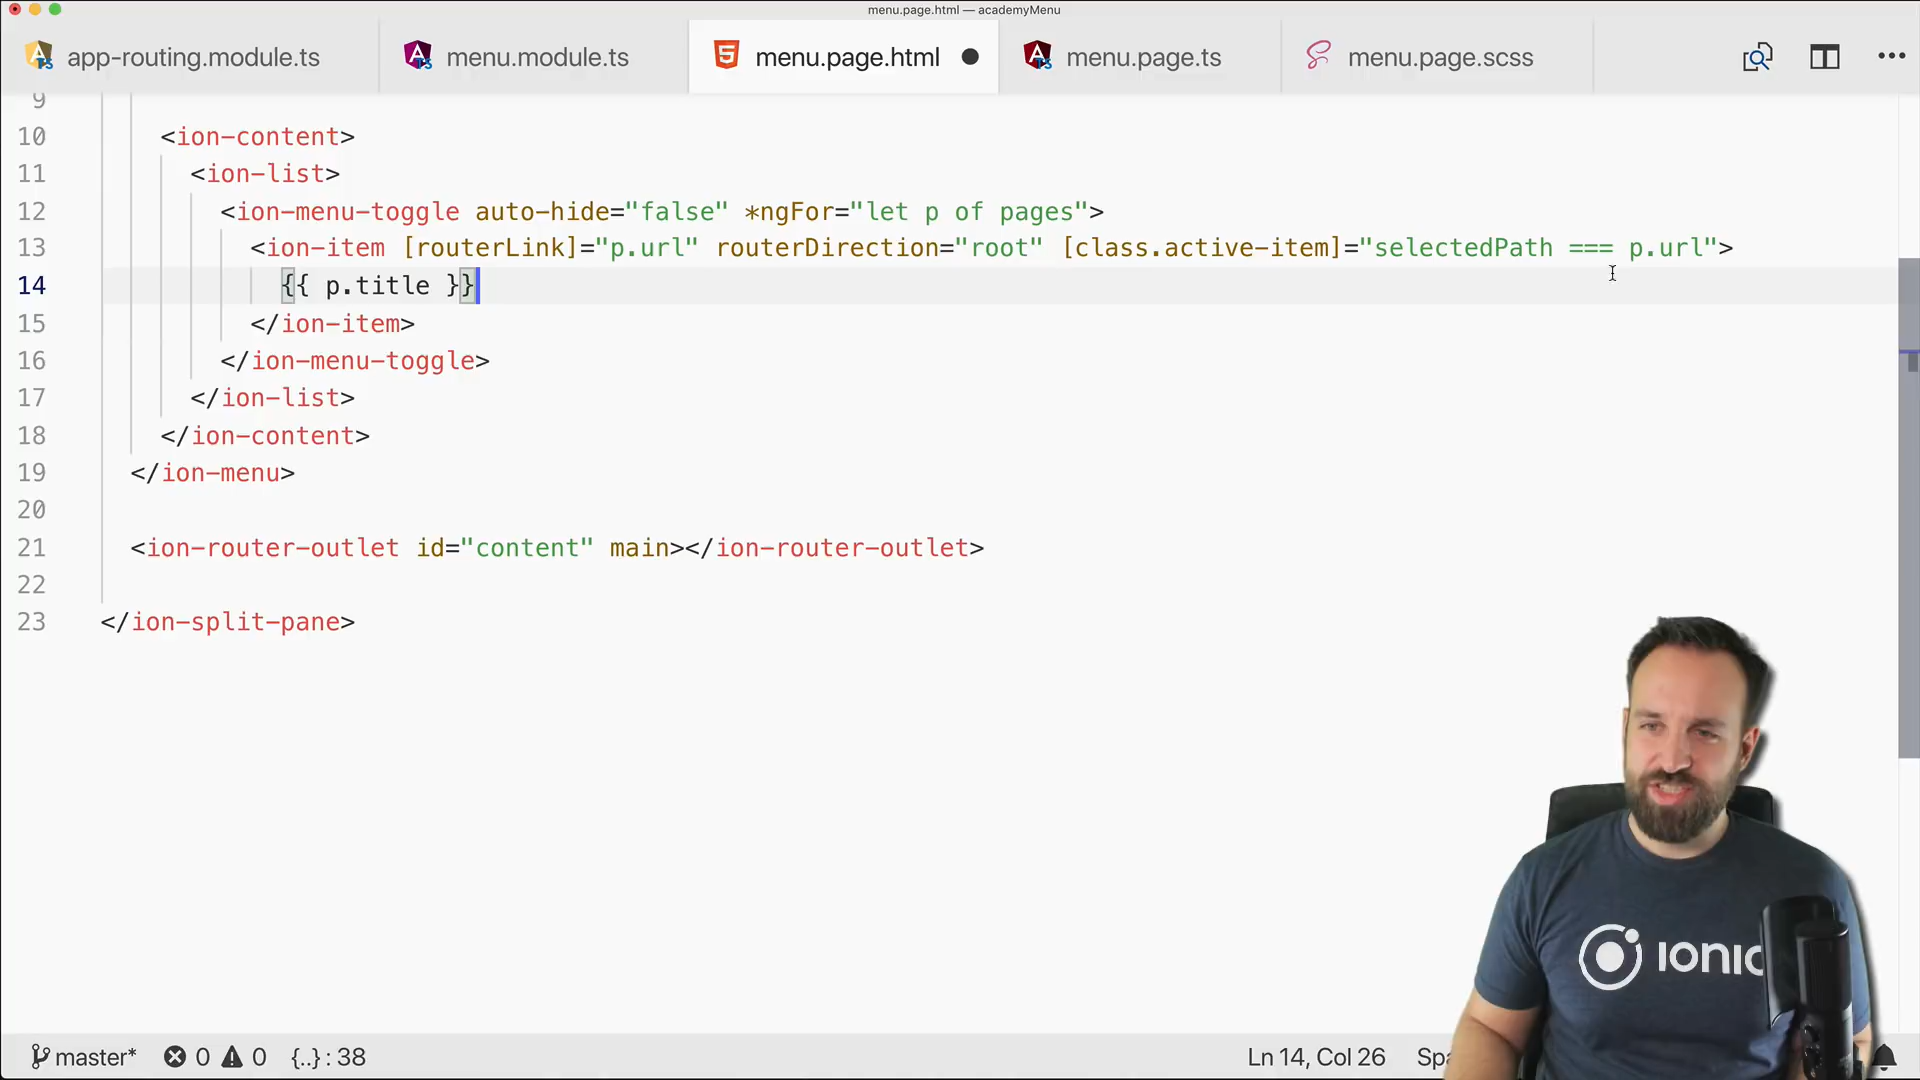 menu.page.html — academyMenu
app-routing.module.ts
menu.module.ts
menu.page.html
menu.page.ts
menu.page.scss
9
10 <ion-content>
11 <ion-list>
12 <ion-menu-toggle auto-hide="false" *ngFor="let p of pages">
13 <ion-item [routerLink]="p.url" routerDirection="root" [class.active-item]="selectedPath === p.url">
14 {{ p.title }}
15 </ion-item>
16 </ion-menu-toggle>
17 </ion-list>
18 </ion-content>
19 </ion-menu>
20
21 <ion-router-outlet id="content" main></ion-router-outlet>
22
23 </ion-split-pane>
IONIC
master* 0 0 {..} : 38 Ln 14, Col 26